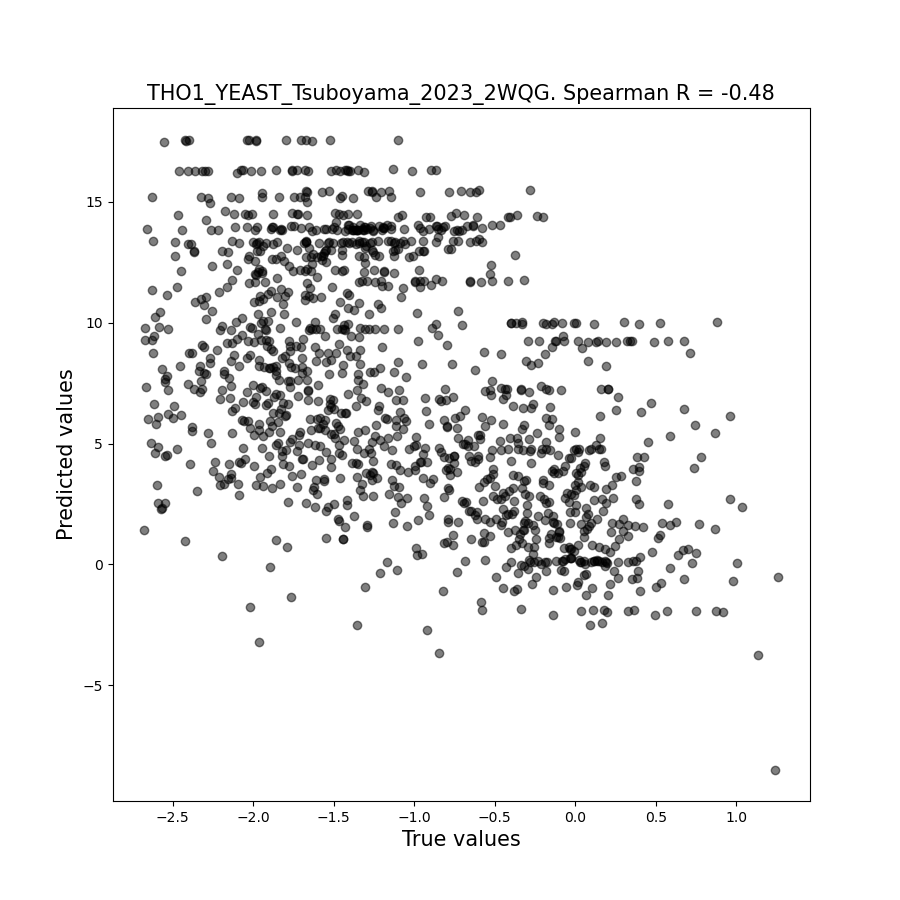 THO1_YEAST_Tsuboyama_2023_2WQG. Spearman R = -0.48
Predicted values
15
10
5
0
−5
−2.5 −2.0 −1.5 −1.0 −0.5 0.0 0.5 1.0
True values